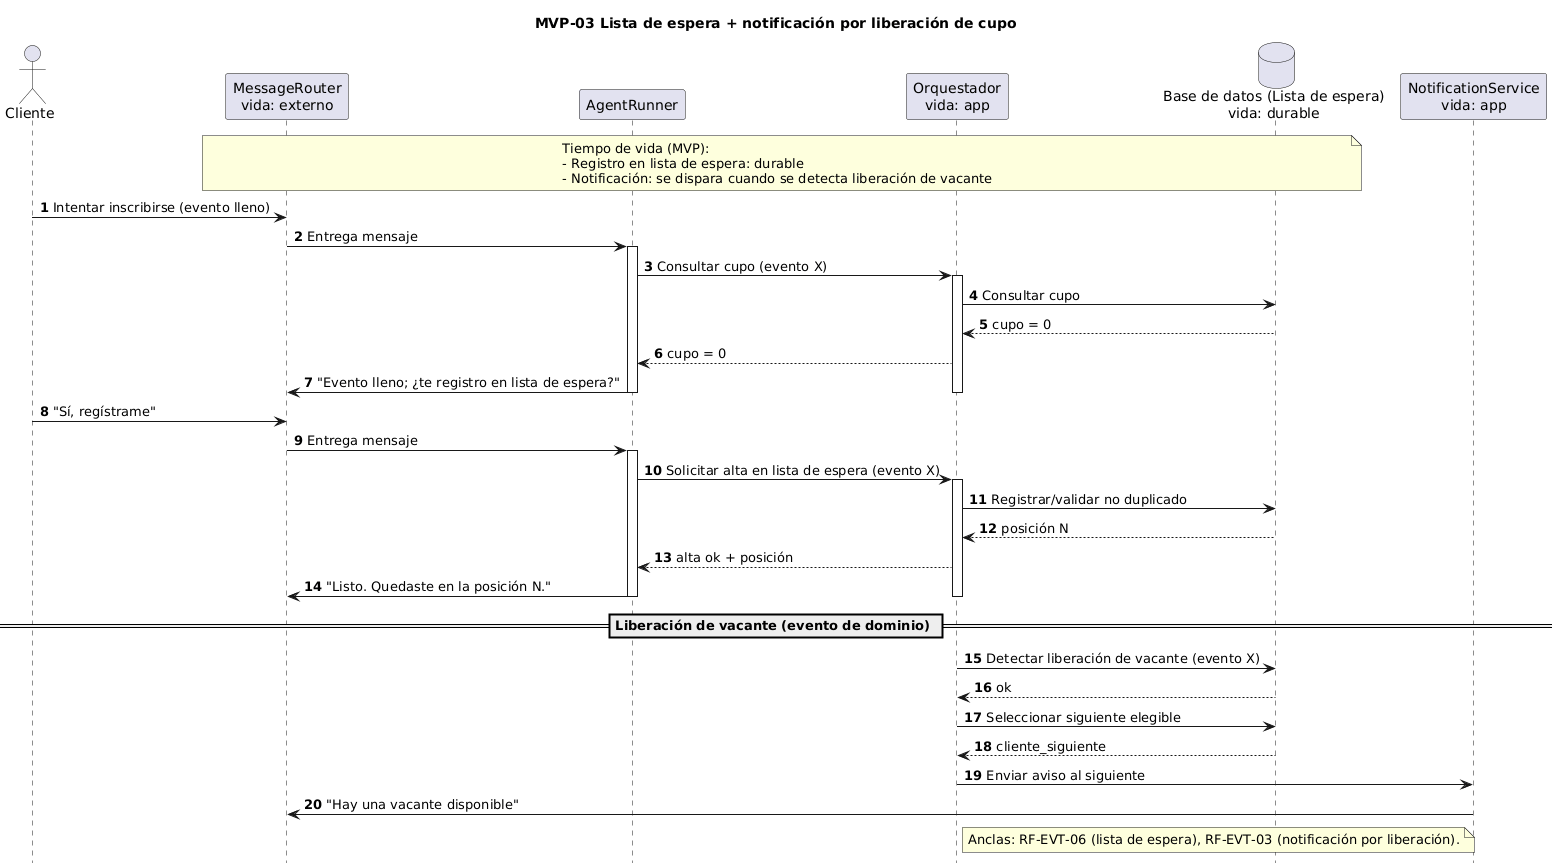 MVP-03 Lista de espera + notificación por liberación de cupo
Cliente
MessageRouter
vida: externo
AgentRunner
Orquestador
vida: app
Base de datos (Lista de espera)
vida: durable
NotificationService
vida: app
Tiempo de vida (MVP):
- Registro en lista de espera: durable
- Notificación: se dispara cuando se detecta liberación de vacante
1 Intentar inscribirse (evento lleno)
2 Entrega mensaje
3 Consultar cupo (evento X)
4 Consultar cupo
5 cupo = 0
6 cupo = 0
7 "Evento lleno; ¿te registro en lista de espera?"
8 "Sí, regístrame"
9 Entrega mensaje
10 Solicitar alta en lista de espera (evento X)
11 Registrar/validar no duplicado
12 posición N
13 alta ok + posición
14 "Listo. Quedaste en la posición N."
Liberación de vacante (evento de dominio)
15 Detectar liberación de vacante (evento X)
16 ok
17 Seleccionar siguiente elegible
18 cliente_siguiente
19 Enviar aviso al siguiente
20 "Hay una vacante disponible"
Anclas: RF-EVT-06 (lista de espera), RF-EVT-03 (notificación por liberación).